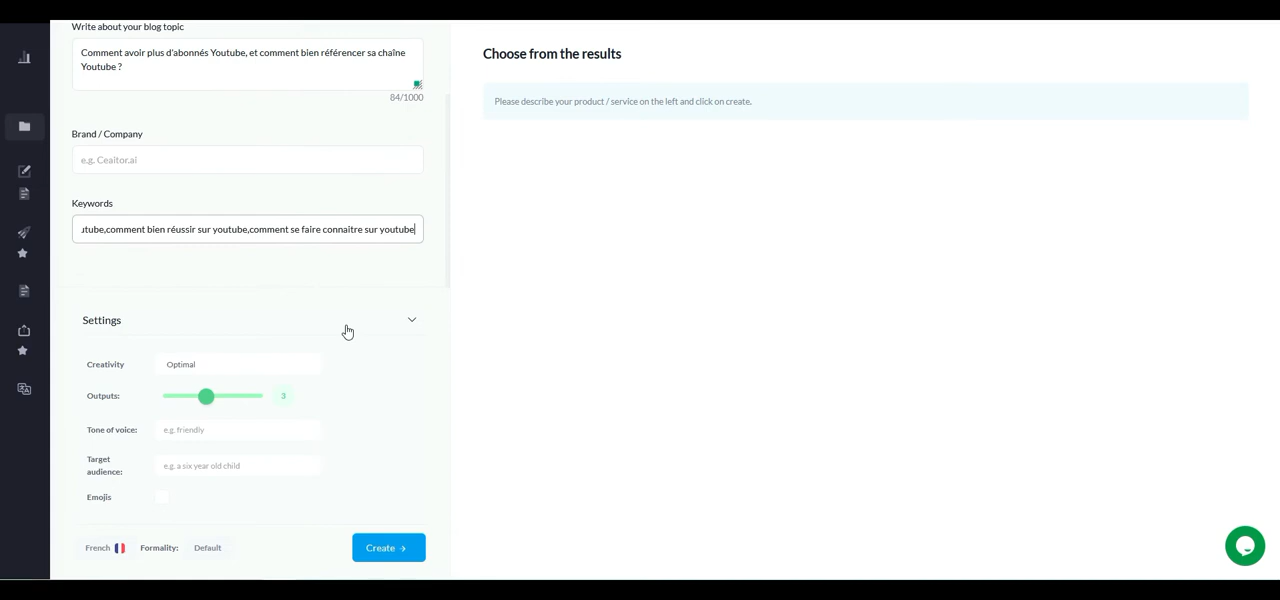 Write about your blog topic
Comment avoir plus d'abonnés Youtube, et comment bien référencer sa chaîne
Youtube ?
84/1000
Brand / Company
e.g. Cealtor.ai
Keywords
utube,comment bien réussir sur youtube,comment se faire connaitre sur youtube
Settings
Creativity
Optimal
Outputs:
3
Tone of voice:
e.g. friendly
Target
audience:
e.g. a six year old child
Emojis
French
Formality:
Default
Create →
Choose from the results
Please describe your product / service on the left and click on create.